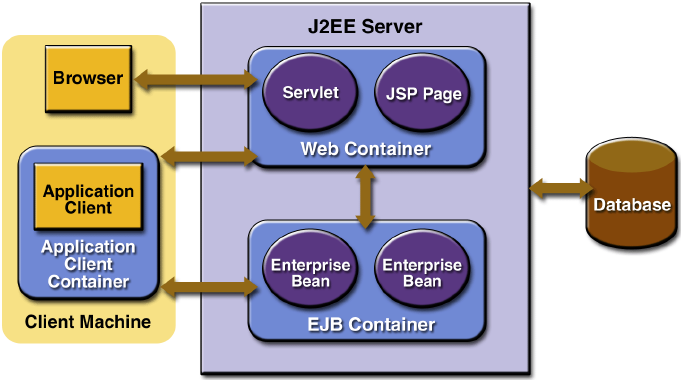 J2EE Server
Browser
Servlet
JSP Page
Web Container
Application
Client
Application
Client
Container
Client Machine
Enterprise
Bean
Enterprise
Bean
EJB Container
Database